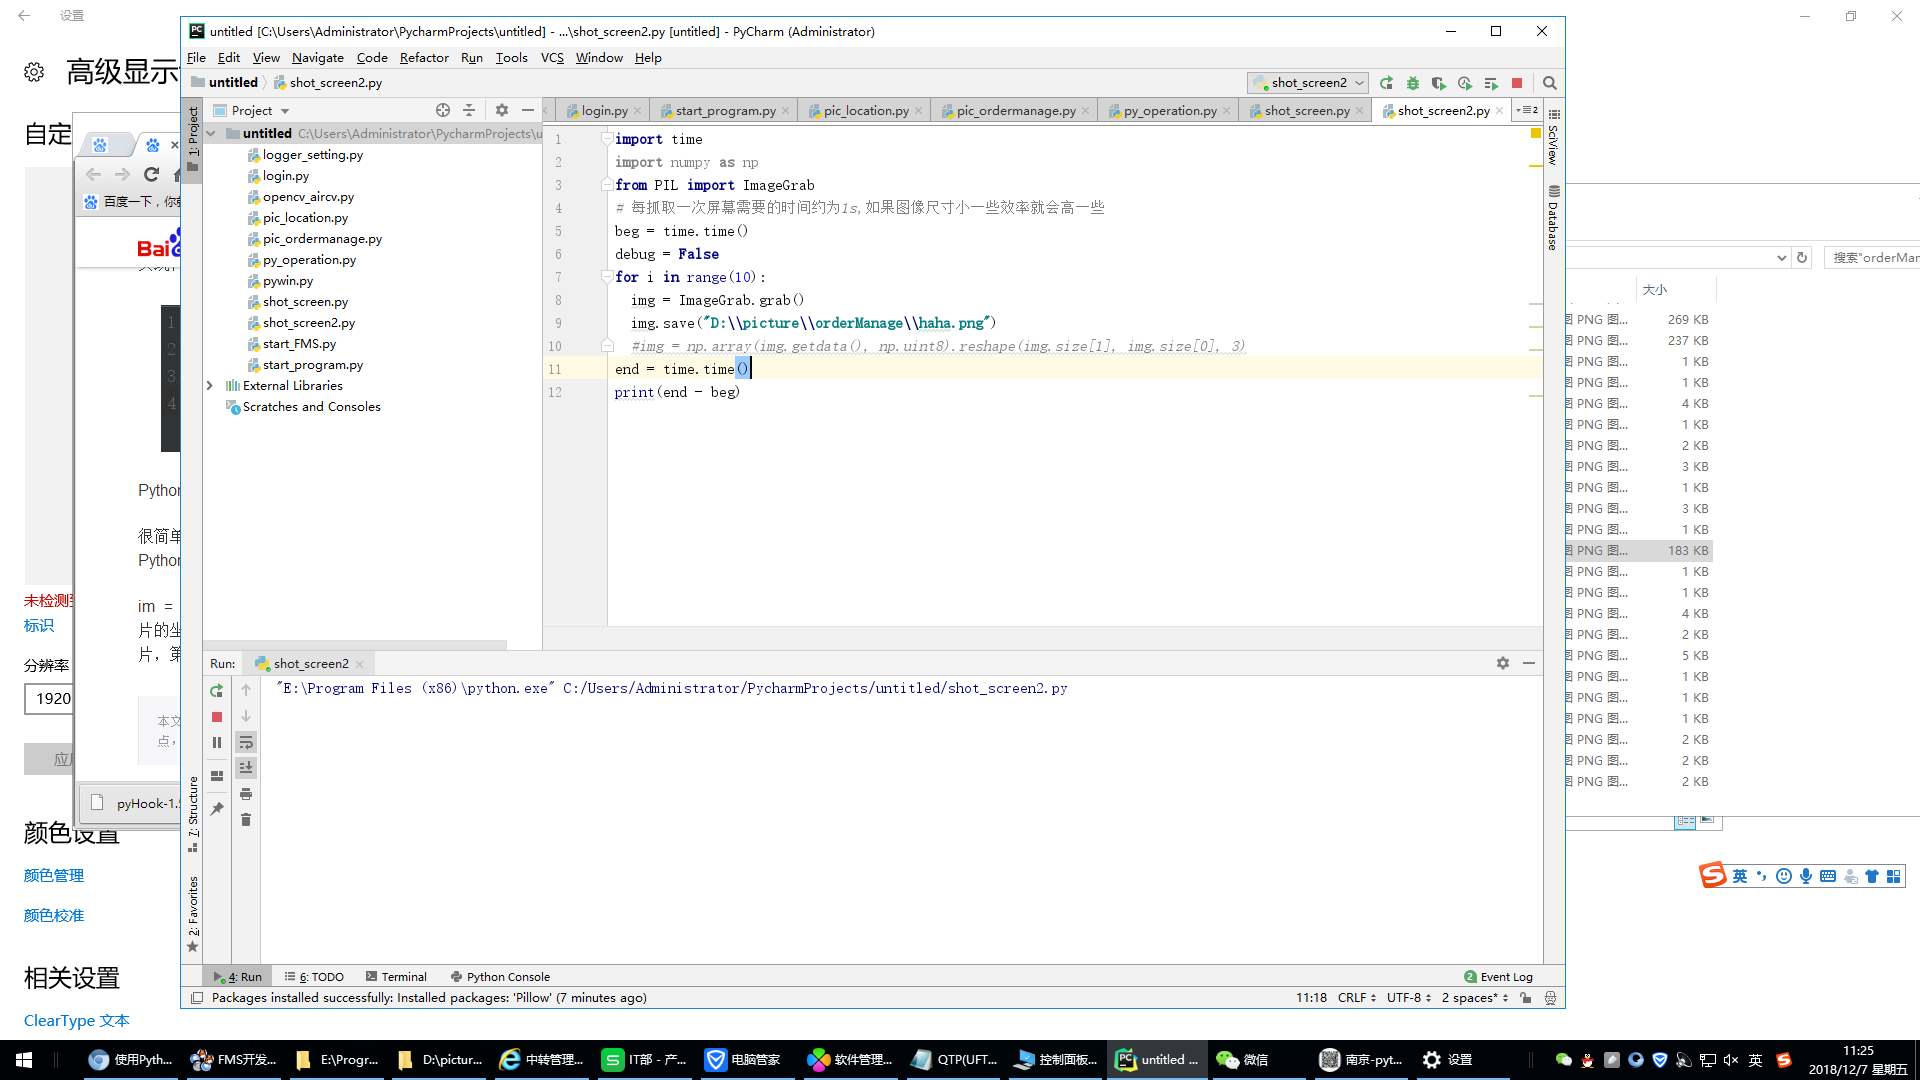 设置
untitled [C:\Users\Administrator\PycharmProjects\untitled] - ...\shot_screen2.py [untitled] - PyCharm (Administrator)
File Edit View Navigate Code Refactor Run Tools VCS Window Help
高级显示
untitled shot_screen2.py
shot_screen2
自定
1: Project
Project
login.py start_program.py pic_location.py pic_ordermanage.py py_operation.py shot_screen.py shot_screen2.py
untitled C:\Users\Administrator\PycharmProjects\u
logger_setting.py
login.py
opencv_aircv.py
pic_location.py
pic_ordermanage.py
py_operation.py
pywin.py
shot_screen.py
shot_screen2.py
start_FMS.py
start_program.py
External Libraries
Scratches and Consoles
1 import time
2 import numpy as np
3 from PIL import ImageGrab
4 # 每抓取一次屏幕需要的时间约为1s,如果图像尺寸小一些效率就会高一些
5 beg = time.time()
6 debug = False
7 for i in range(10):
8 img = ImageGrab.grab()
9 img.save("D:\\picture\\orderManage\\haha.png")
10 #img = np.array(img.getdata(), np.uint8).reshape(img.size[1], img.size[0], 3)
11 end = time.time()
12 print(end - beg)
SciView
Database
百度一下，你
Bai
1
2
3
4
Python
很简单
Python
im =
片的坐
片，第
本文
点，
pyHook-1.
未检测到
标识
分辨率
1920
应用
颜色设置
颜色管理
颜色校准
相关设置
ClearType 文本
搜索"orderMan
大小
PNG 图... 269 KB
PNG 图... 237 KB
PNG 图... 1 KB
PNG 图... 1 KB
PNG 图... 4 KB
PNG 图... 1 KB
PNG 图... 2 KB
PNG 图... 3 KB
PNG 图... 1 KB
PNG 图... 3 KB
PNG 图... 1 KB
PNG 图... 183 KB
PNG 图... 1 KB
PNG 图... 1 KB
PNG 图... 4 KB
PNG 图... 2 KB
PNG 图... 5 KB
PNG 图... 1 KB
PNG 图... 1 KB
PNG 图... 1 KB
PNG 图... 2 KB
PNG 图... 2 KB
PNG 图... 2 KB
英
Run: shot_screen2
"E:\Program Files (x86)\python.exe" C:/Users/Administrator/PycharmProjects/untitled/shot_screen2.py
7: Structure
2: Favorites
4: Run 6: TODO Terminal Python Console
2 Event Log
Packages installed successfully: Installed packages: 'Pillow' (7 minutes ago)
11:18 CRLF UTF-8 2 spaces*
使用Pyth... FMS开发... E:\Progr... D:\pictur... 中转管理... IT部 - 产... 电脑管家 软件管理... QTP(UFT... 控制面板... untitled ... 微信 南京-pyt... 设置
英
11:25
2018/12/7 星期五